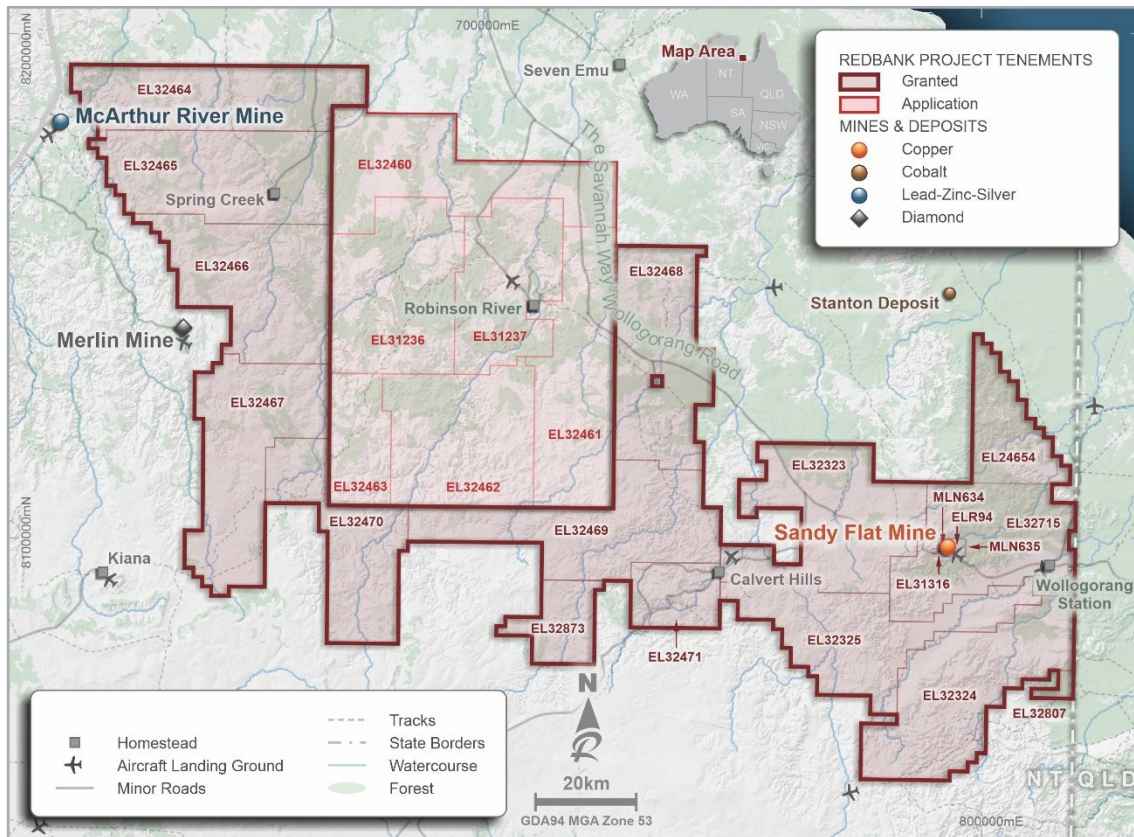 8200000mN
700000mE
Map Area
NT
WA
QLD
SA
NSW
VIC
REDBANK PROJECT TENEMENTS
Granted
Application
MINES & DEPOSITS
Copper
Cobalt
Lead-Zinc-Silver
Diamond
Seven Emu
EL32464
McArthur River Mine
EL32465
EL32460
Spring Creek
The Savannah Way Wollogorang Road
EL32466
EL32468
Stanton Deposit
Robinson River
Merlin Mine
EL31236
EL31237
EL32467
EL32461
EL32323
EL24654
EL32463
EL32462
MLN634
ELR94
EL32715
8100000mN
EL32470
EL32469
Sandy Flat Mine
MLN635
Kiana
Calvert Hills
EL31316
Wollogorang
Station
EL32873
EL32325
EL32471
EL32324
EL32807
N
20km
GDA94 MGA Zone 53
Homestead
Aircraft Landing Ground
Minor Roads
Tracks
State Borders
Watercourse
Forest
NT QLD
800000mE